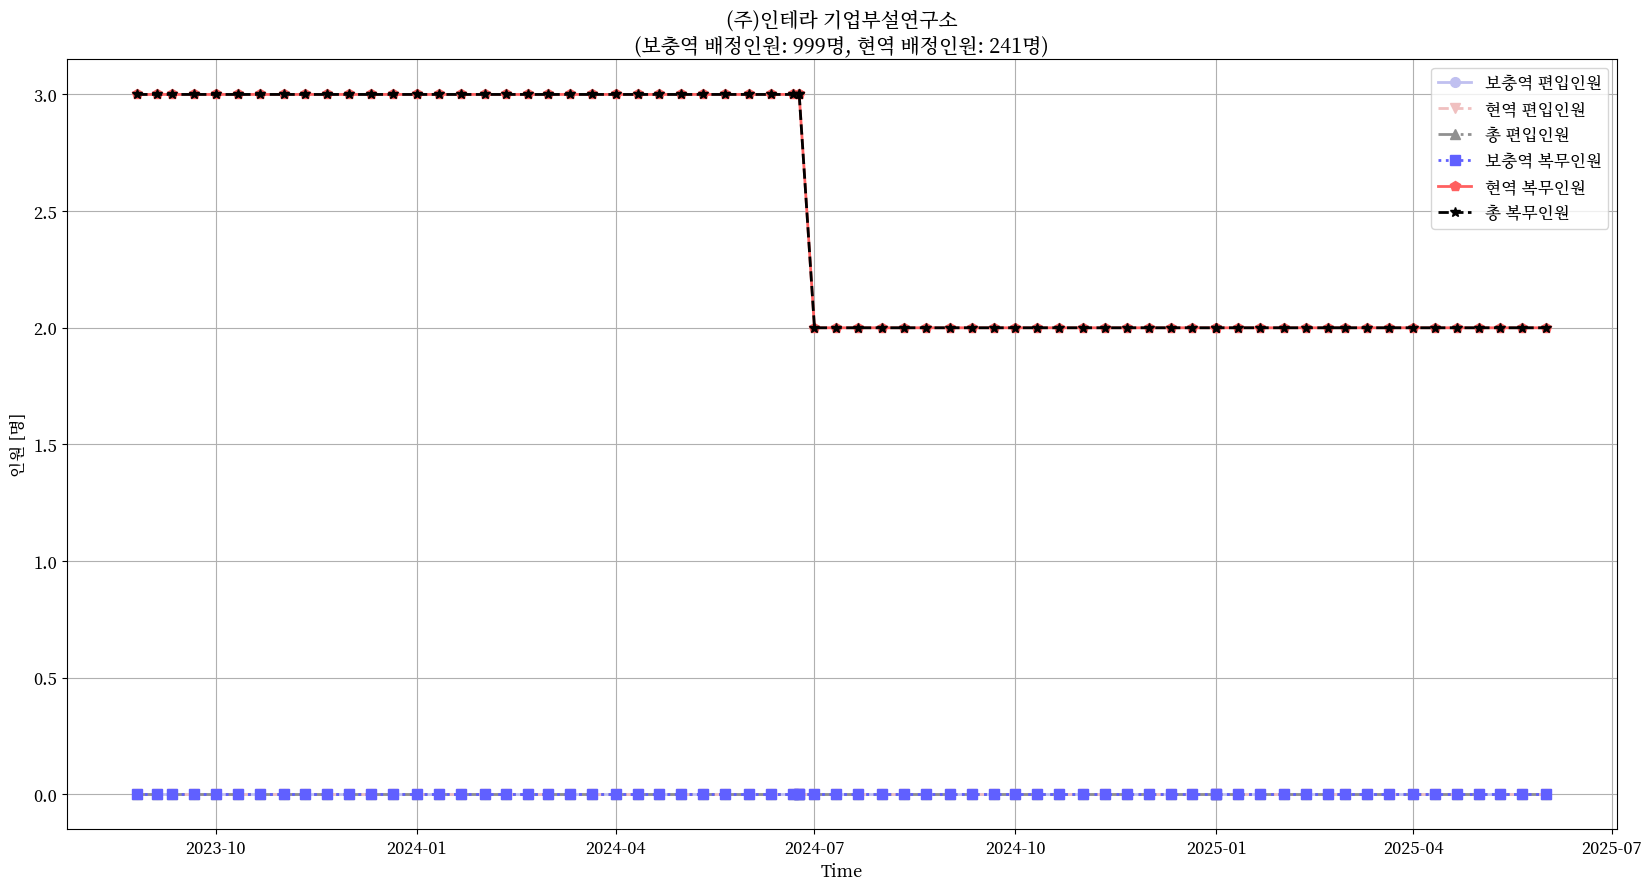 (주)인테라 기업부설연구소
(보충역 배정인원: 999명, 현역 배정인원: 241명)
보충역 편입인원
현역 편입인원
총 편입인원
보충역 복무인원
현역 복무인원
총 복무인원
인원 [명]
3.0
2.5
2.0
1.5
1.0
0.5
0.0
2023-10
2024-01
2024-04
2024-07
2024-10
2025-01
2025-04
2025-07
Time